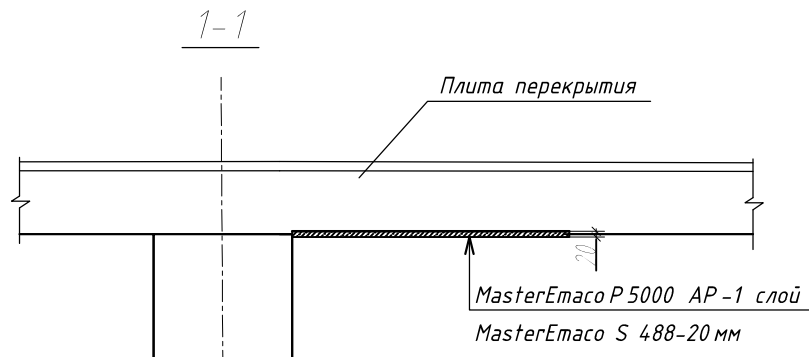 1-1
Плита перекрытия
20
MasterEmaco P 5000 AP-1 слой
MasterEmaco S 488-20 мм